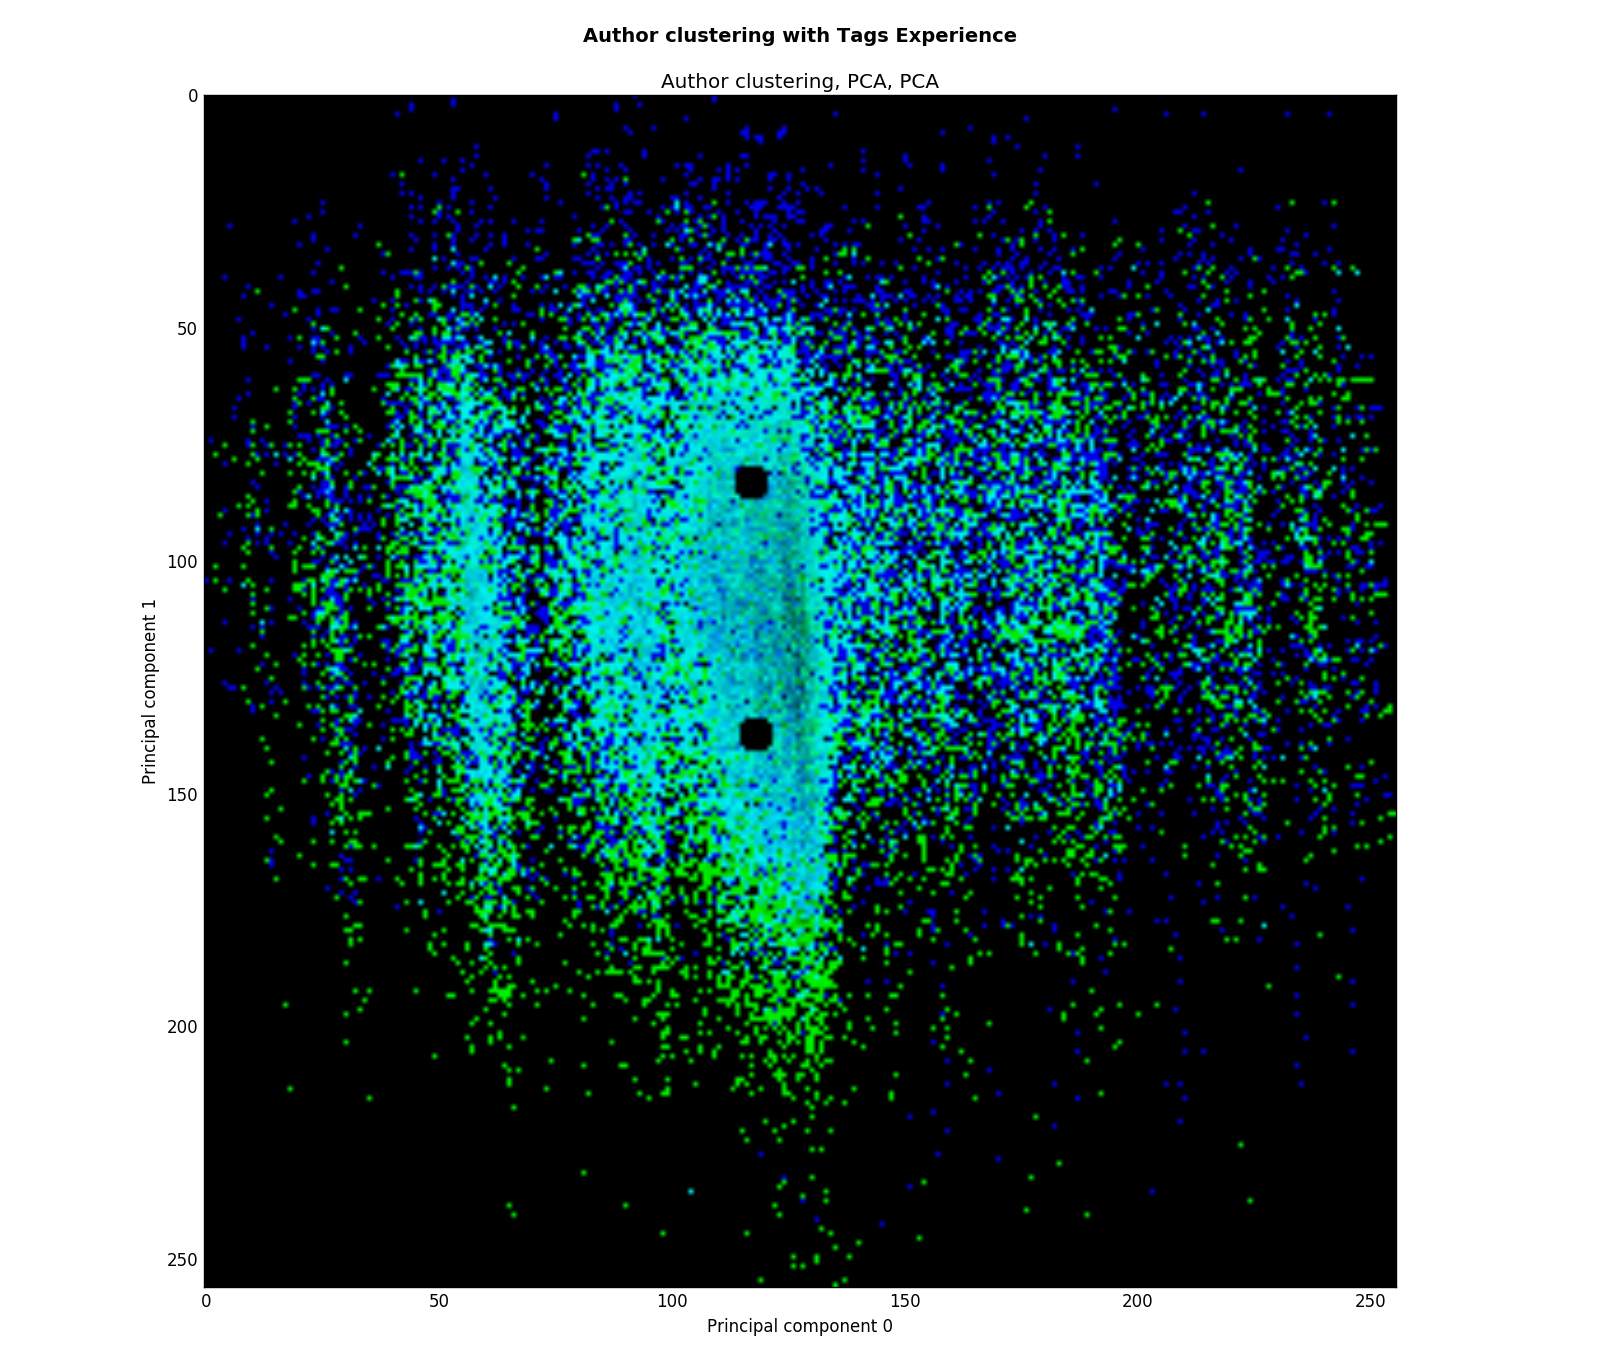 Author clustering with Tags Experience
Author clustering, PCA, PCA
0
50
100
150
200
250
Principal component 1
0 50 100 150 200 250
Principal component 0